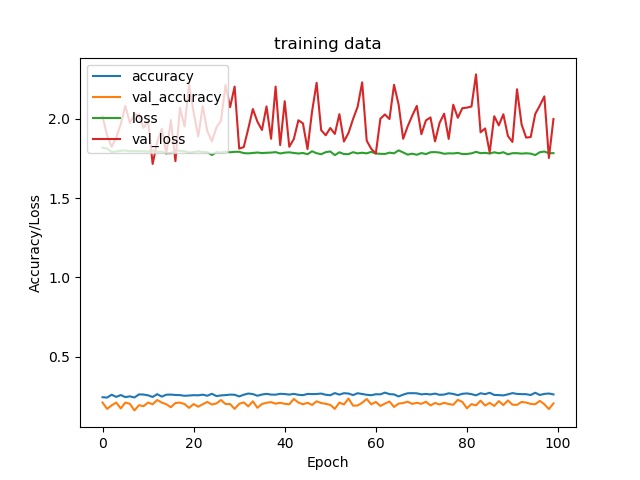 training data
accuracy
val_accuracy
loss
val_loss
2.0
1.5
1.0
0.5
Accuracy/Loss
0 20 40 60 80 100
Epoch